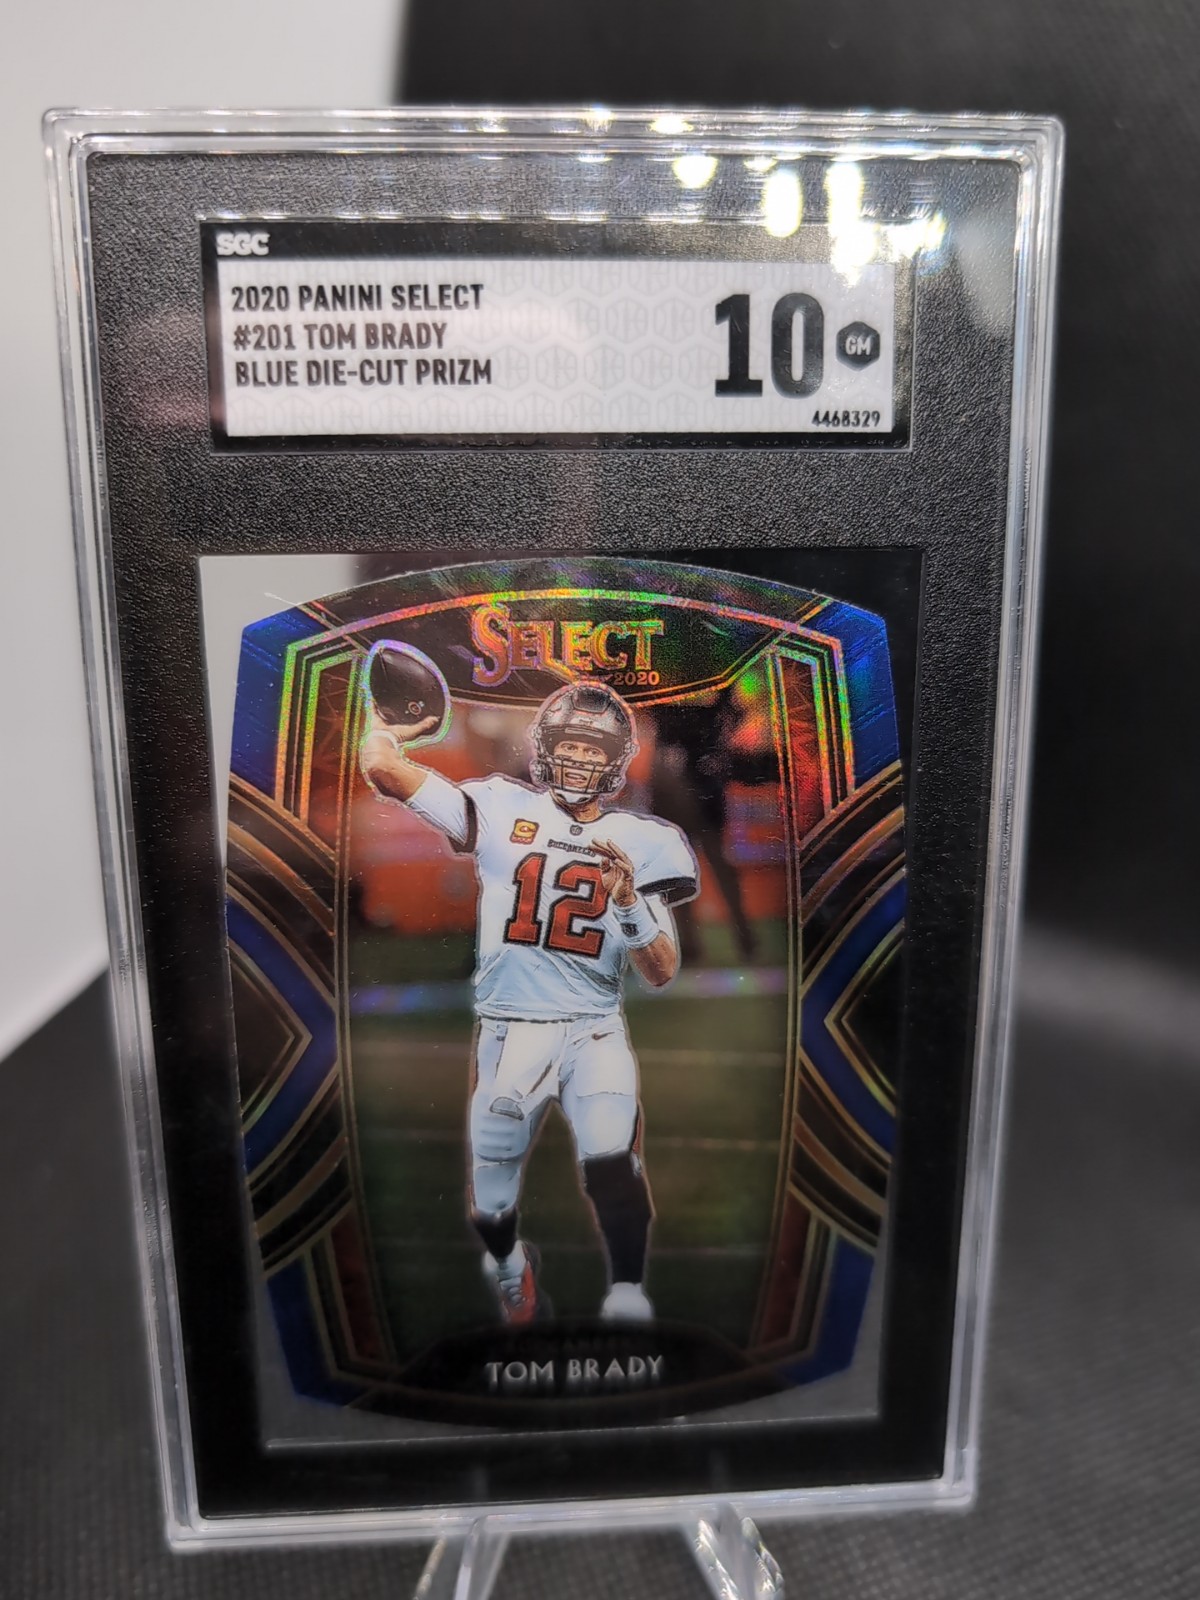 SGC
2020 PANINI SELECT
#201 TOM BRADY
BLUE DIE-CUT PRIZM
10 GM
4468329
SELECT
2020
BUCCANEERS
12
TOM BRADY